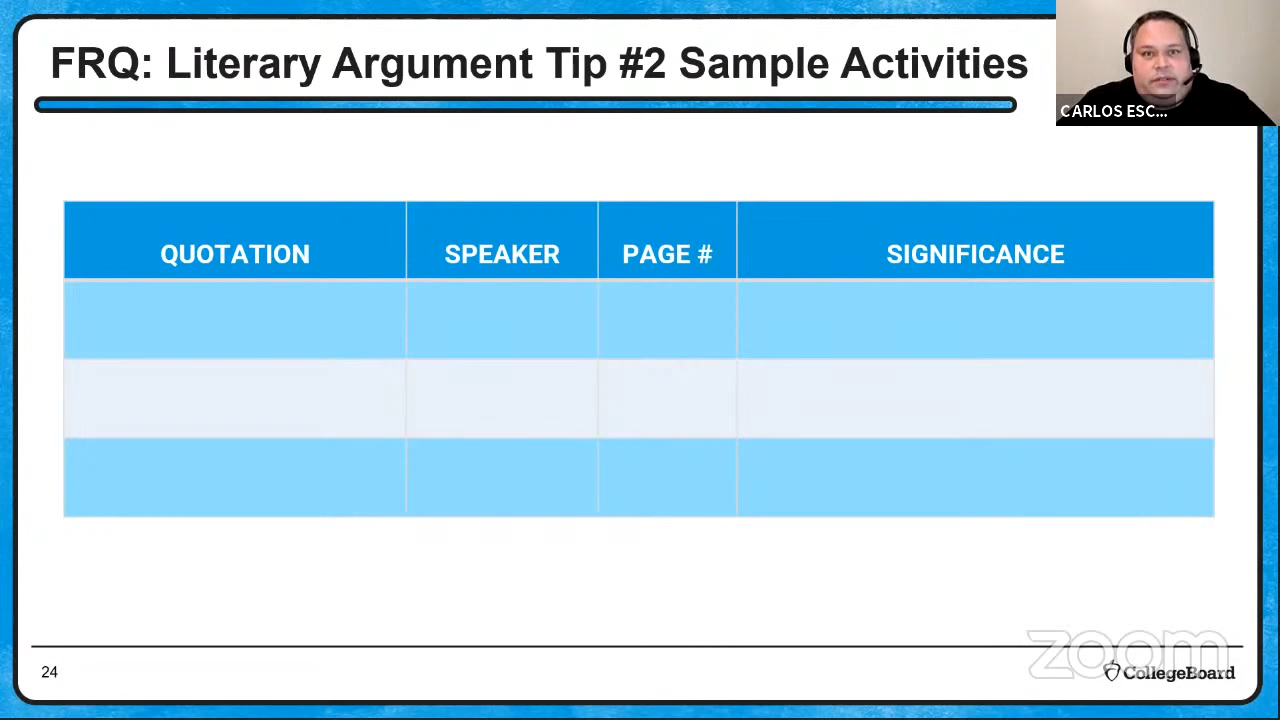 FRQ: Literary Argument Tip #2 Sample Activities
CARLOS ESC...
QUOTATION SPEAKER PAGE # SIGNIFICANCE
zoom
24
CollegeBoard